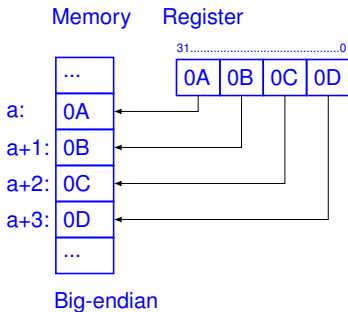 Memory Register
31.............................................0
... 0A 0B 0C 0D
a: 0A
a+1: 0B
a+2: 0C
a+3: 0D
...
Big-endian